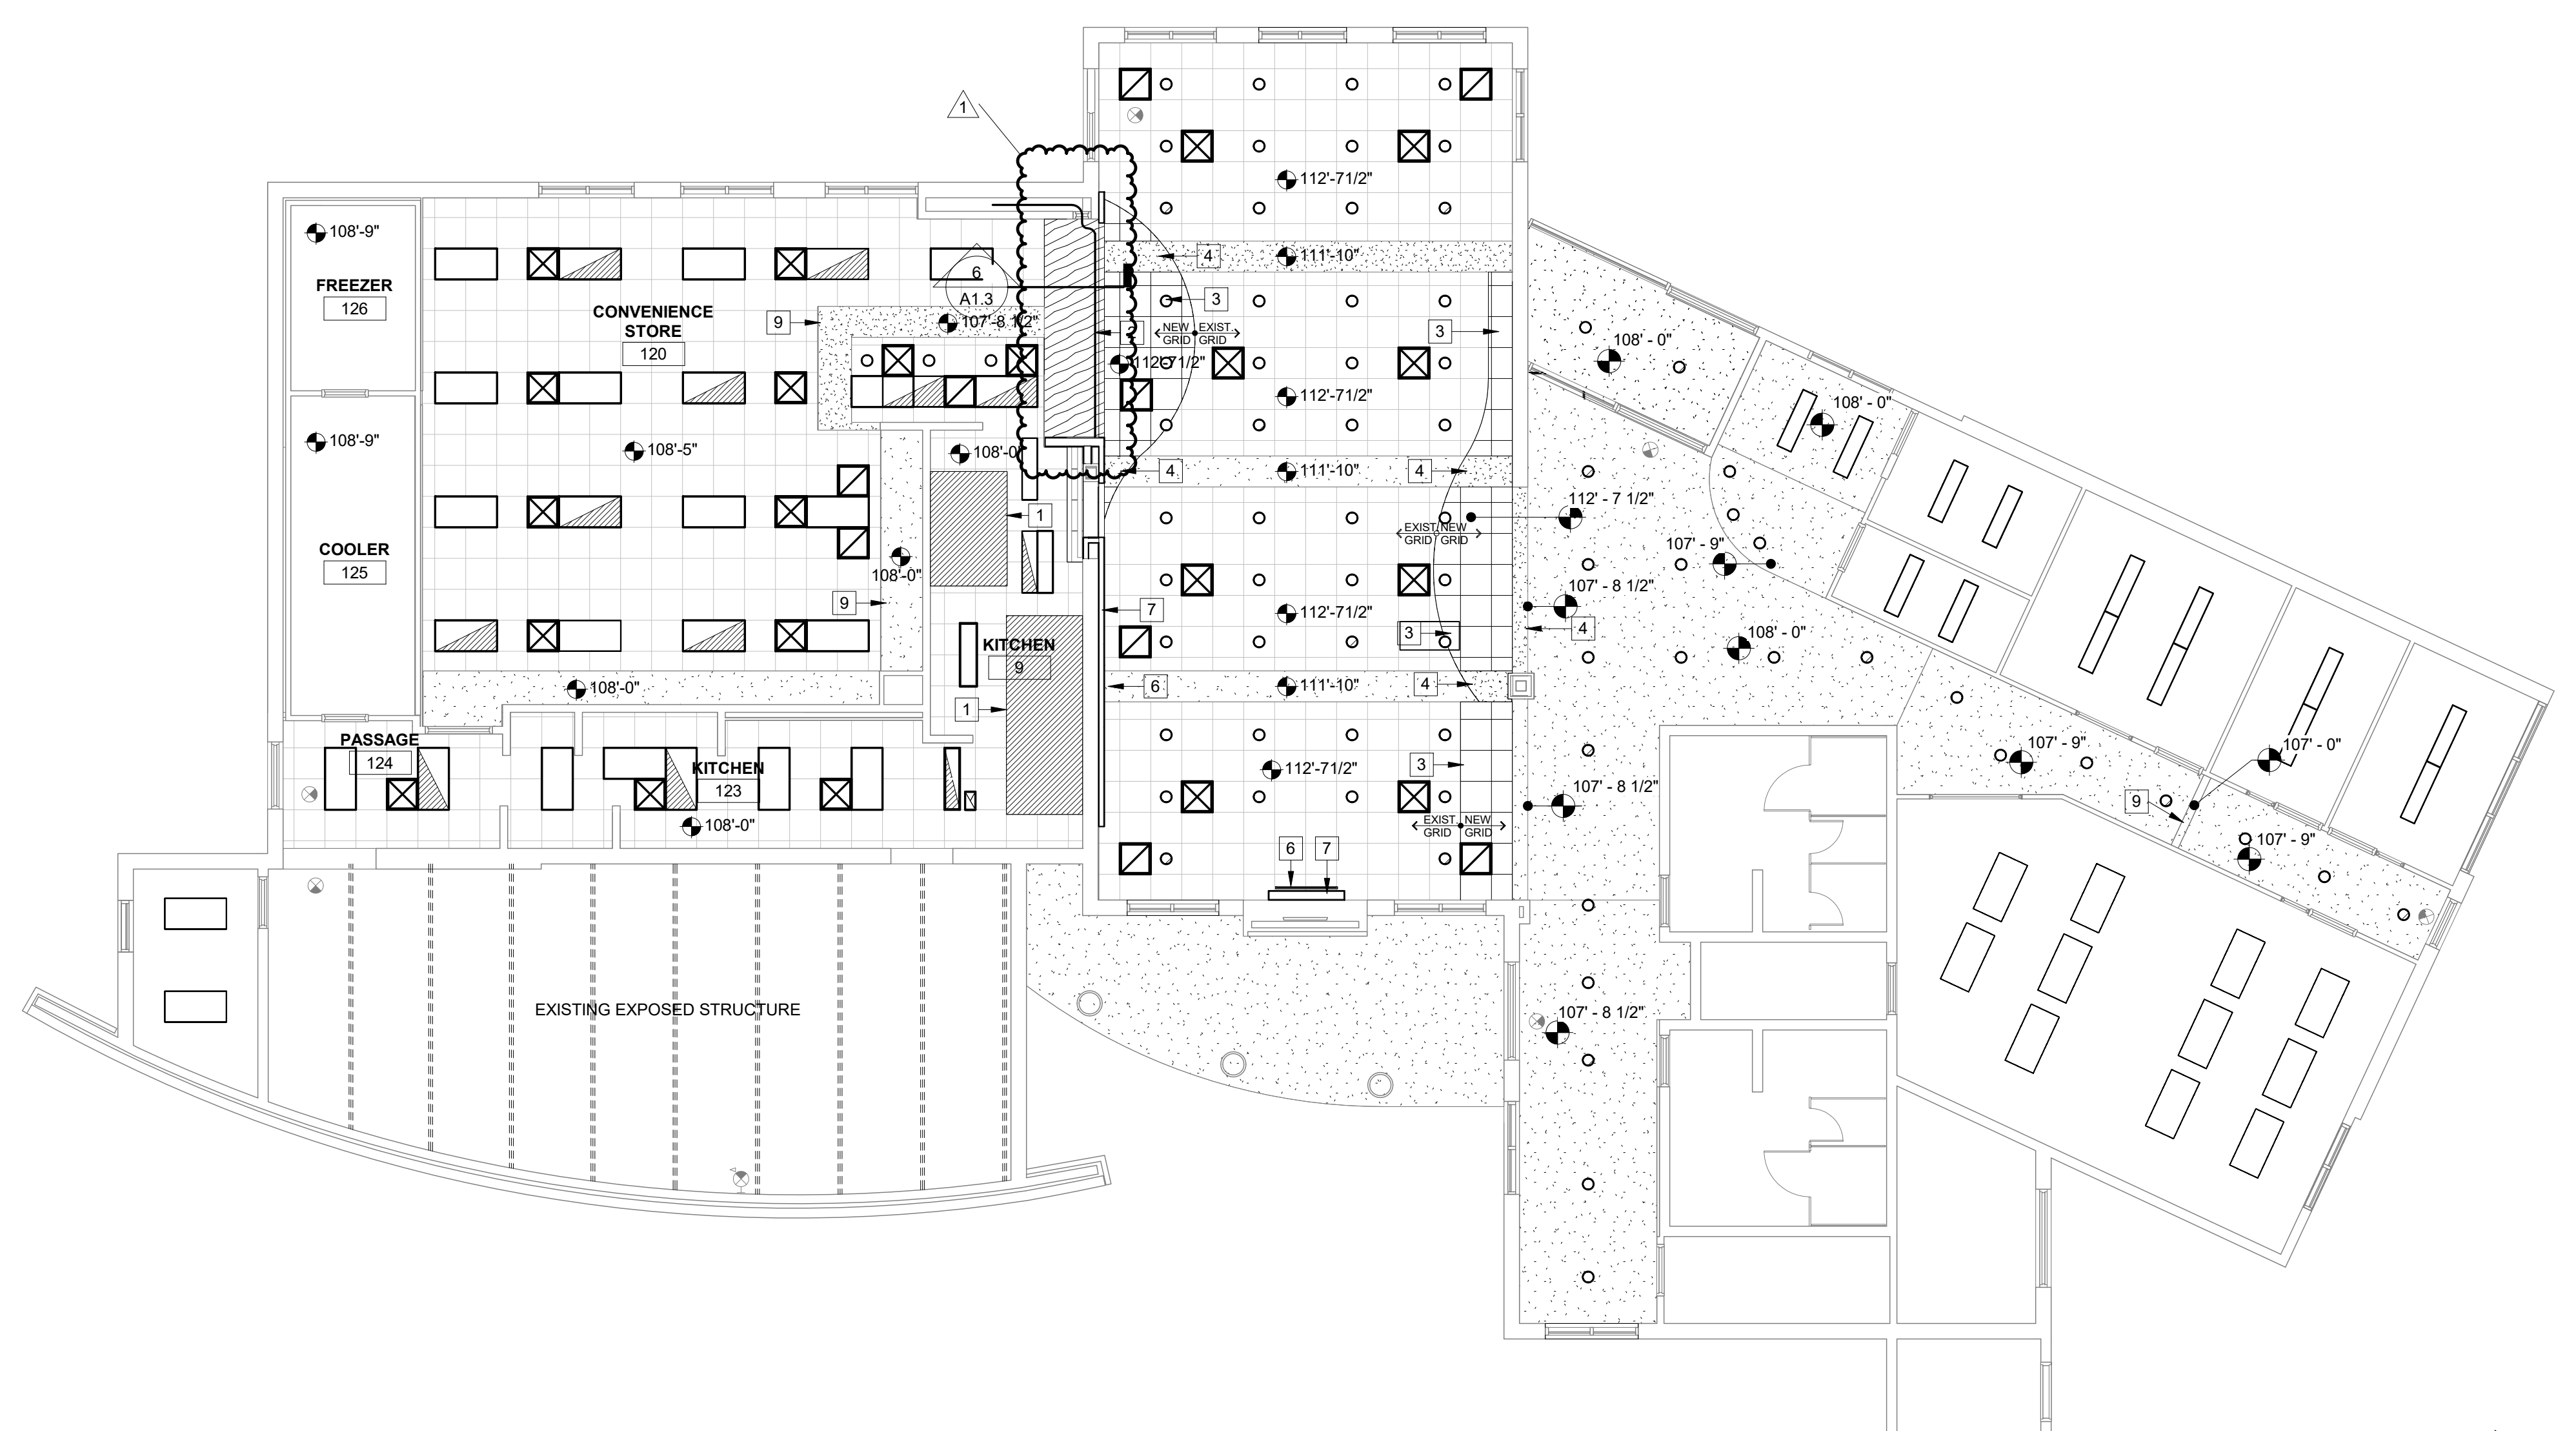 1
108'-9"
FREEZER
126
CONVENIENCE
STORE
120
9
6
A1.3
107'-8 1/2"
108'-9"
108'-5"
108'-0"
1
COOLER
125
108'-0"
9
KITCHEN
9
108'-0"
1
PASSAGE
124
KITCHEN
123
108'-0"
EXISTING EXPOSED STRUCTURE
112'-71/2"
4
111'-10"
3
NEW
GRID
EXIST.
GRID
3
112'-71/2"
112'-71/2"
4
111'-10"
4
EXIST.
GRID
NEW
GRID
7
112'-71/2"
3
6
111'-10"
4
112'-71/2"
3
EXIST.
GRID
NEW
GRID
6
7
108' - 0"
108' - 0"
112' - 7 1/2"
107' - 9"
107' - 8 1/2"
4
108' - 0"
107' - 8 1/2"
107' - 9"
107' - 0"
9
107' - 9"
107' - 8 1/2"